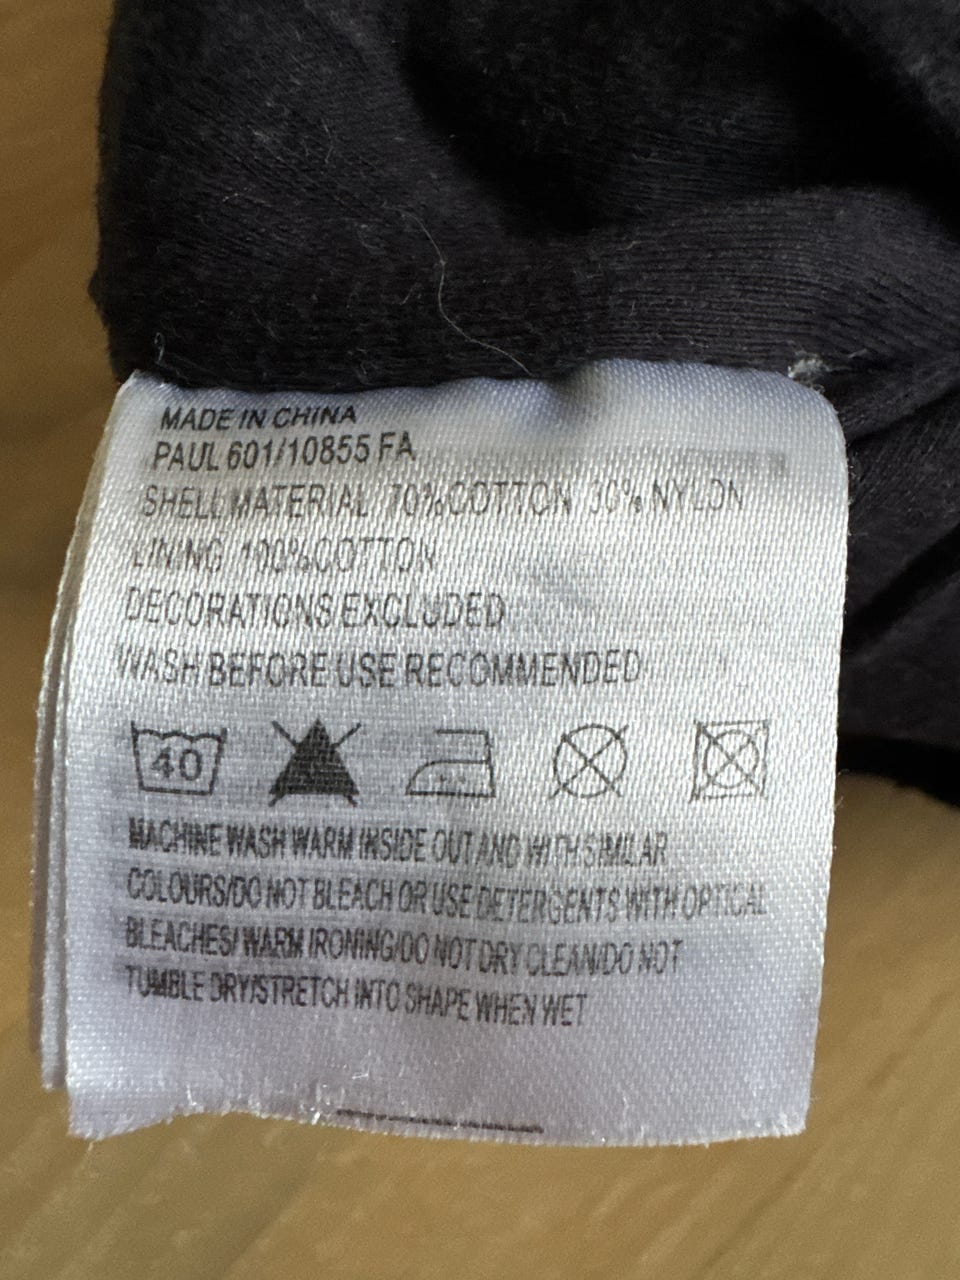 MADE IN CHINA
PAUL 601/10855 FA
SHELL MATERIAL 70%COTTON 30% NYLON
LINING 100%COTTON
DECORATIONS EXCLUDED
WASH BEFORE USE RECOMMENDED
40
MACHINE WASH WARM INSIDE OUT AND WITH SIMILAR
COLOURS/DO NOT BLEACH OR USE DETERGENTS WITH OPTICAL
BLEACHES/ WARM IRONING/DO NOT DRY CLEAN/DO NOT
TUMBLE DRY/STRETCH INTO SHAPE WHEN WET